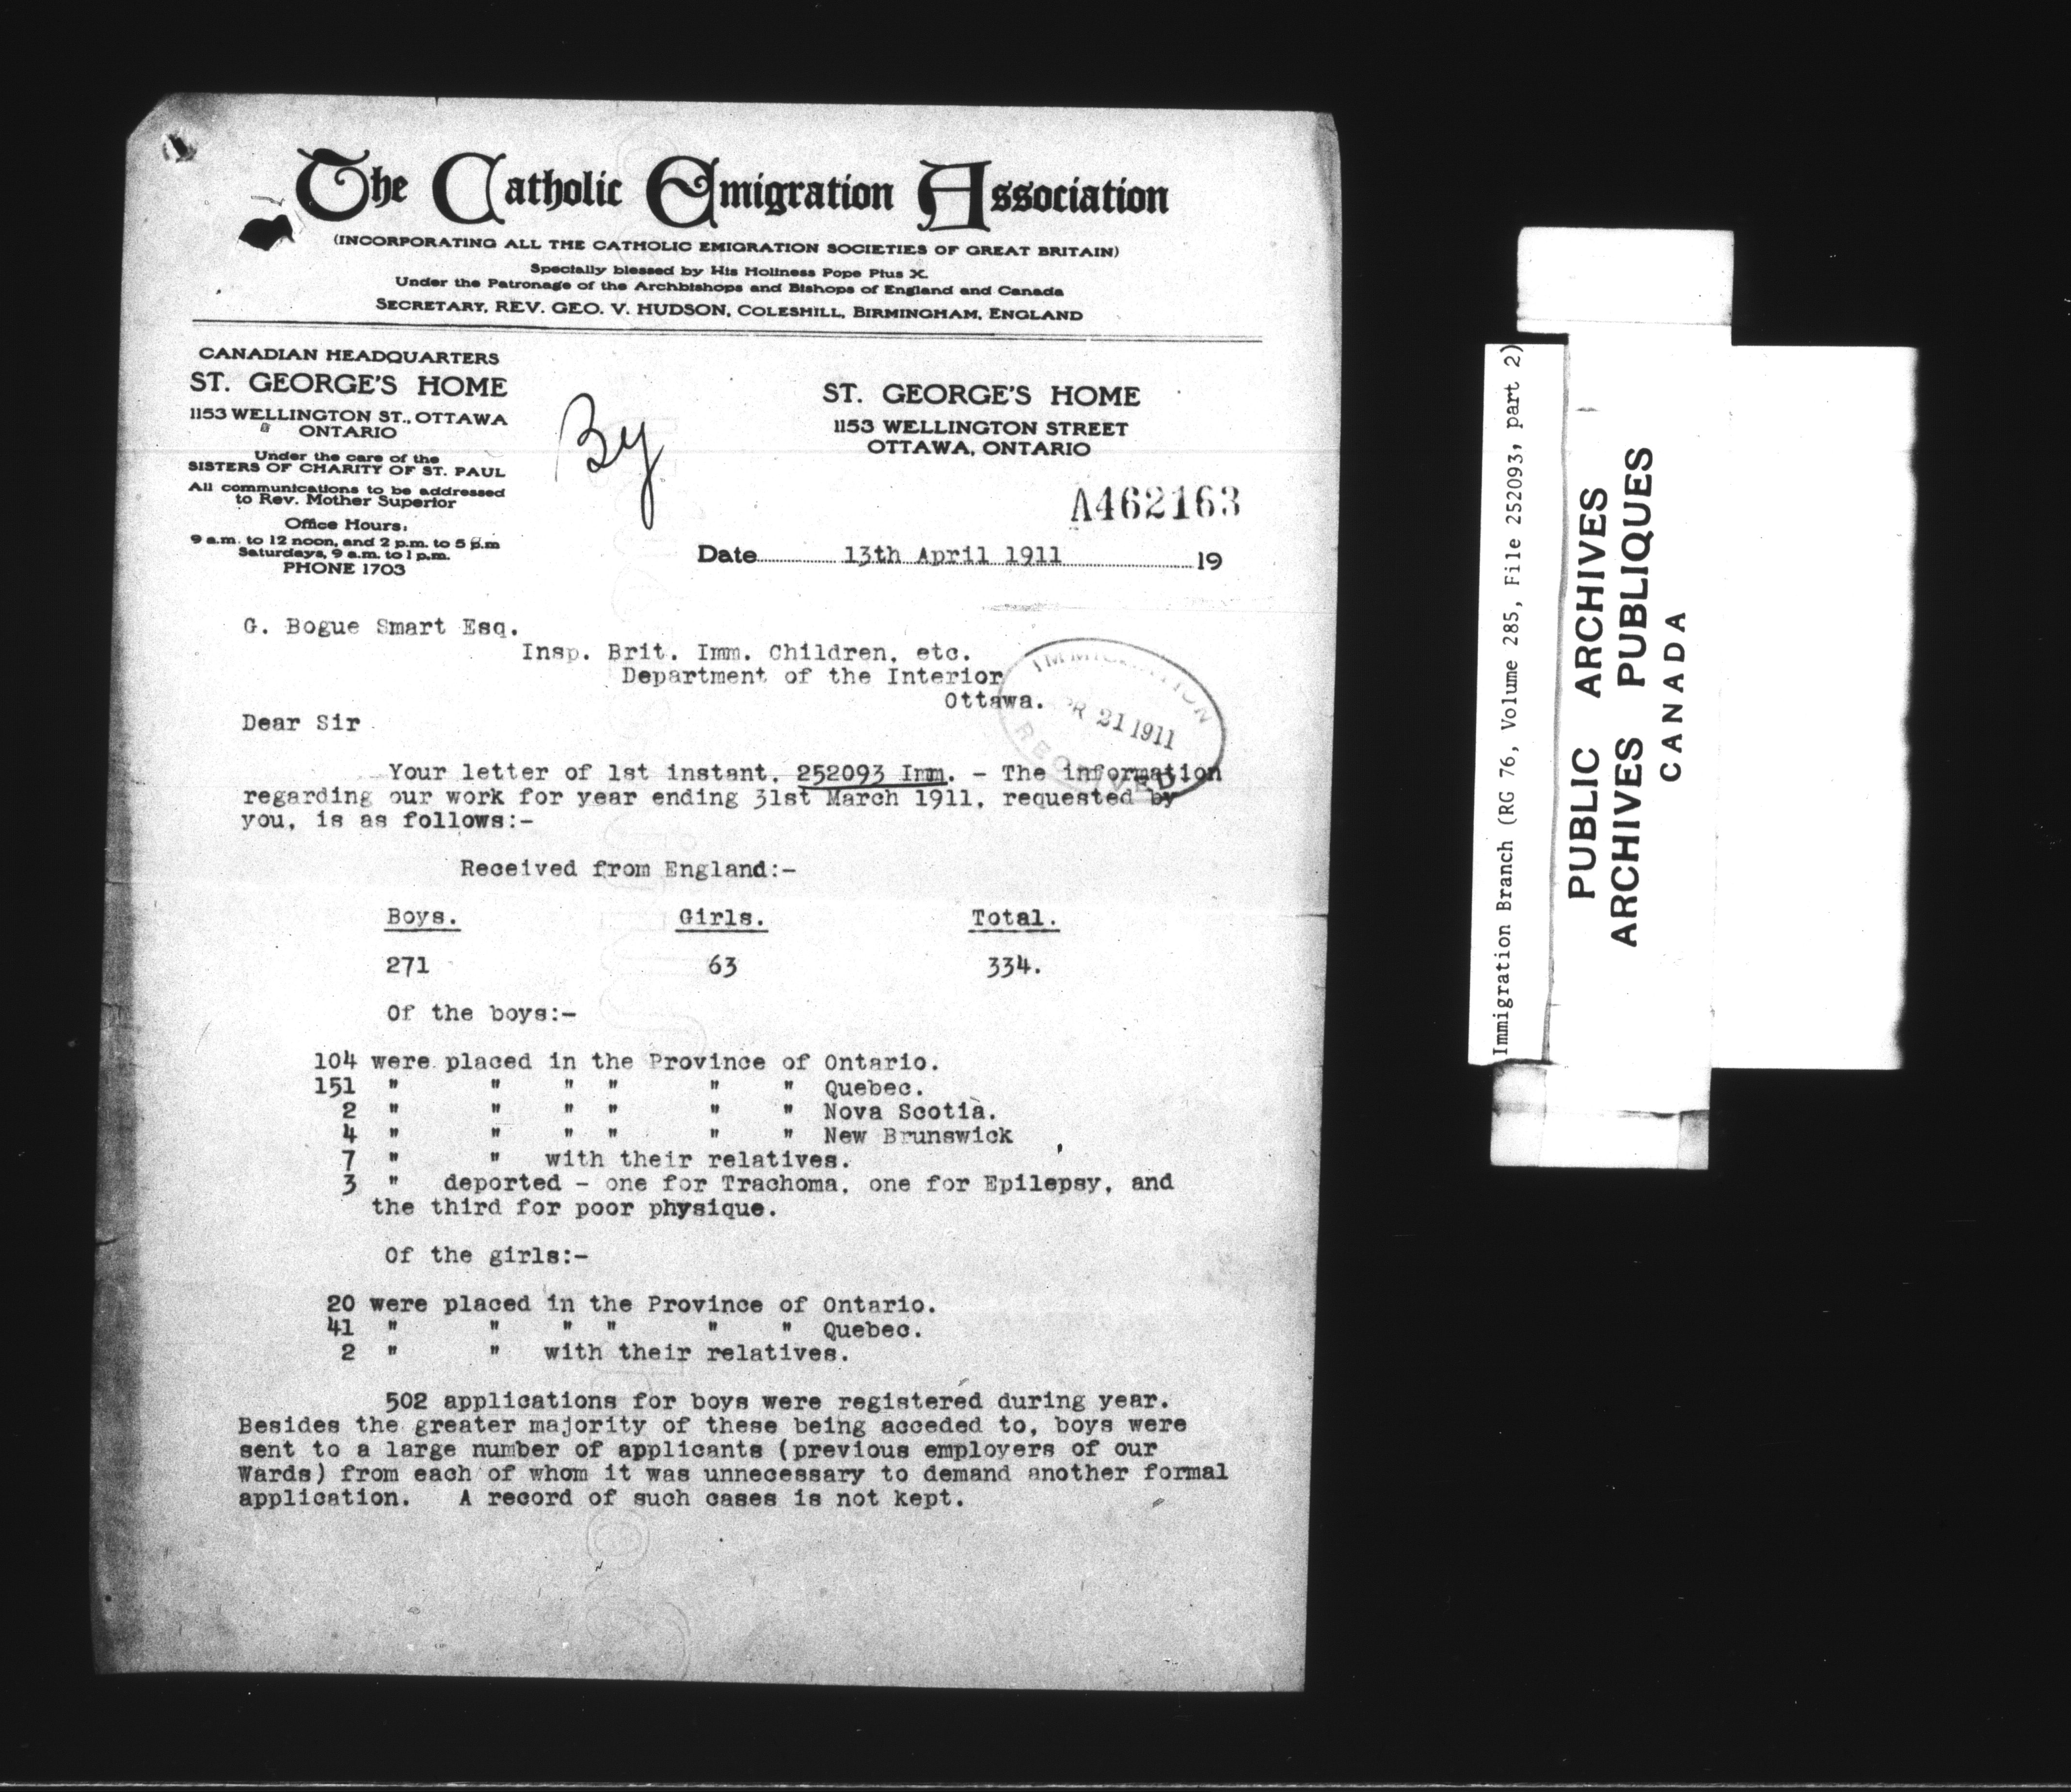 The Catholic Emigration Association
(INCORPORATING ALL THE CATHOLIC EMIGRATION SOCIETIES OF GREAT BRITAIN)
Specially blessed by His Holiness Pope Pius X.
Under the Patronage of the Archbishops and Bishops of England and Canada
SECRETARY, REV. GEO. V. HUDSON, COLESHILL, BIRMINGHAM, ENGLAND
CANADIAN HEADQUARTERS
ST. GEORGE'S HOME
1153 WELLINGTON ST., OTTAWA
ONTARIO
Under the care of the
SISTERS OF CHARITY OF ST. PAUL
All communications to be addressed
to Rev. Mother Superior
Office Hours,
9 a.m. to 12 noon, and 2 p.m. to 5 p.m
Saturdays, 9 a.m. to 1 p.m.
PHONE 1703
By
ST. GEORGE'S HOME
1153 WELLINGTON STREET
OTTAWA, ONTARIO
A462163
Date 13th April 1911 19
G. Bogue Smart Esq.
Insp. Brit. Imm. Children, etc.
Department of the Interior
Ottawa.
IMMIGRATION
21 1911
RECEIVED
Dear Sir
Your letter of 1st instant, 252093 Imm. - The information
regarding our work for year ending 31st March 1911, requested by
you, is as follows:-
Received from England:-
Boys. Girls. Total.
271 63 334.
Of the boys:-
104 were placed in the Province of Ontario.
151 " " " " " " Quebec.
2 " " " " " " Nova Scotia.
4 " " " " " " New Brunswick
7 " " with their relatives.
3 " deported - one for Trachoma, one for Epilepsy, and
the third for poor physique.
Of the girls:-
20 were placed in the Province of Ontario.
41 " " " " " " Quebec.
2 " " with their relatives.
502 applications for boys were registered during year.
Besides the greater majority of these being acceded to, boys were
sent to a large number of applicants (previous employers of our
Wards) from each of whom it was unnecessary to demand another formal
application. A record of such cases is not kept.
Immigration Branch (RG 76, Volume 285, File 252093, part 2)
PUBLIC ARCHIVES
ARCHIVES PUBLIQUES
CANADA